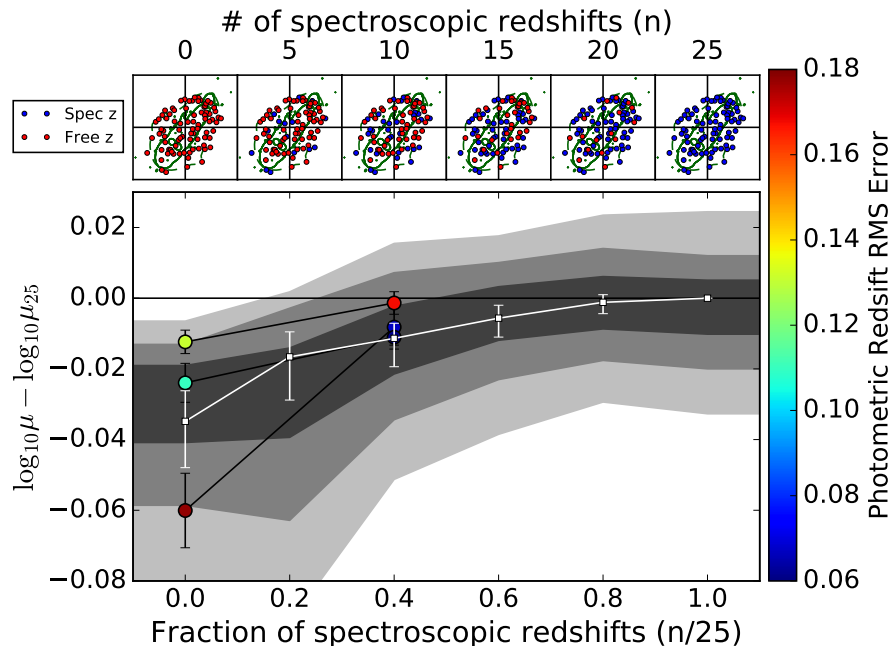 # of spectroscopic redshifts (n)
0 5 10 15 20 25
Spec z
Free z
0.02
0.00
−0.02
−0.04
−0.06
−0.08
log₁₀μ − log₁₀μ₂₅
0.0 0.2 0.4 0.6 0.8 1.0
Fraction of spectroscopic redshifts (n/25)
0.18
0.16
0.14
0.12
0.10
0.08
0.06
Photometric Redsift RMS Error